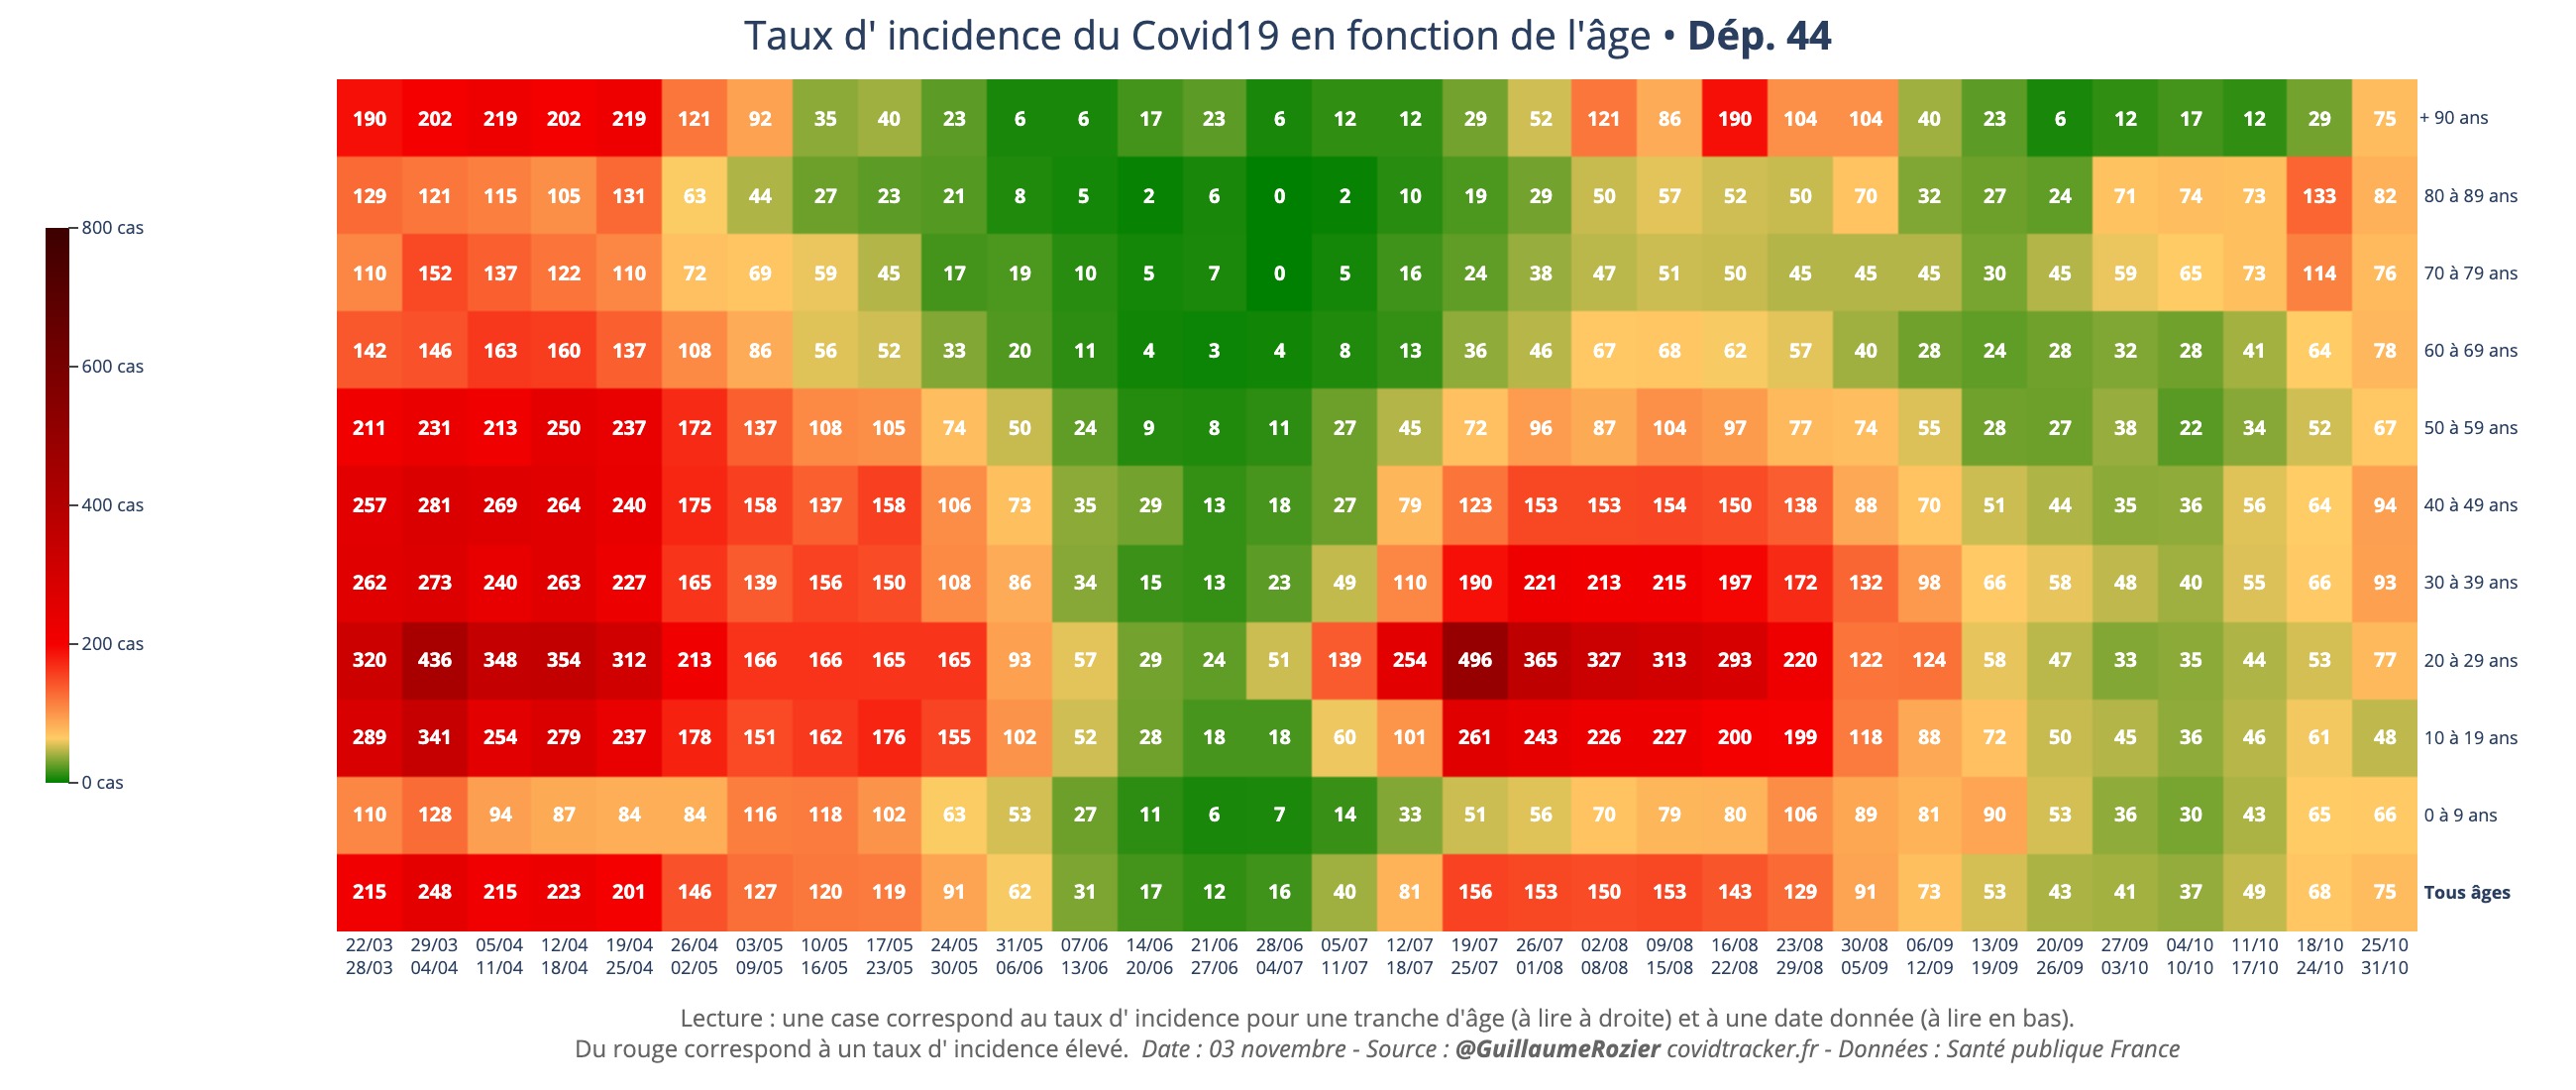 Taux d' incidence du Covid19 en fonction de l'âge • Dép. 44
190 202 219 202 219 121 92 35 40 23 6 6 17 23 6 12 12 29 52 121 86 190 104 104 40 23 6 12 17 12 29 75 + 90 ans
129 121 115 105 131 63 44 27 23 21 8 5 2 6 0 2 10 19 29 50 57 52 50 70 32 27 24 71 74 73 133 82 80 à 89 ans
800 cas
110 152 137 122 110 72 69 59 45 17 19 10 5 7 0 5 16 24 38 47 51 50 45 45 45 30 45 59 65 73 114 76 70 à 79 ans
142 146 163 160 137 108 86 56 52 33 20 11 4 3 4 8 13 36 46 67 68 62 57 40 28 24 28 32 28 41 64 78 60 à 69 ans
600 cas
211 231 213 250 237 172 137 108 105 74 50 24 9 8 11 27 45 72 96 87 104 97 77 74 55 28 27 38 22 34 52 67 50 à 59 ans
400 cas
257 281 269 264 240 175 158 137 158 106 73 35 29 13 18 27 79 123 153 153 154 150 138 88 70 51 44 35 36 56 64 94 40 à 49 ans
262 273 240 263 227 165 139 156 150 108 86 34 15 13 23 49 110 190 221 213 215 197 172 132 98 66 58 48 40 55 66 93 30 à 39 ans
200 cas
320 436 348 354 312 213 166 166 165 165 93 57 29 24 51 139 254 496 365 327 313 293 220 122 124 58 47 33 35 44 53 77 20 à 29 ans
289 341 254 279 237 178 151 162 176 155 102 52 28 18 18 60 101 261 243 226 227 200 199 118 88 72 50 45 36 46 61 48 10 à 19 ans
0 cas
110 128 94 87 84 84 116 118 102 63 53 27 11 6 7 14 33 51 56 70 79 80 106 89 81 90 53 36 30 43 65 66 0 à 9 ans
215 248 215 223 201 146 127 120 119 91 62 31 17 12 16 40 81 156 153 150 153 143 129 91 73 53 43 41 37 49 68 75 Tous âges
22/03 29/03 05/04 12/04 19/04 26/04 03/05 10/05 17/05 24/05 31/05 07/06 14/06 21/06 28/06 05/07 12/07 19/07 26/07 02/08 09/08 16/08 23/08 30/08 06/09 13/09 20/09 27/09 04/10 11/10 18/10 25/10
28/03 04/04 11/04 18/04 25/04 02/05 09/05 16/05 23/05 30/05 06/06 13/06 20/06 27/06 04/07 11/07 18/07 25/07 01/08 08/08 15/08 22/08 29/08 05/09 12/09 19/09 26/09 03/10 10/10 17/10 24/10 31/10
Lecture : une case correspond au taux d' incidence pour une tranche d'âge (à lire à droite) et à une date donnée (à lire en bas).
Du rouge correspond à un taux d' incidence élevé. Date : 03 novembre - Source : @GuillaumeRozier covidtracker.fr - Données : Santé publique France